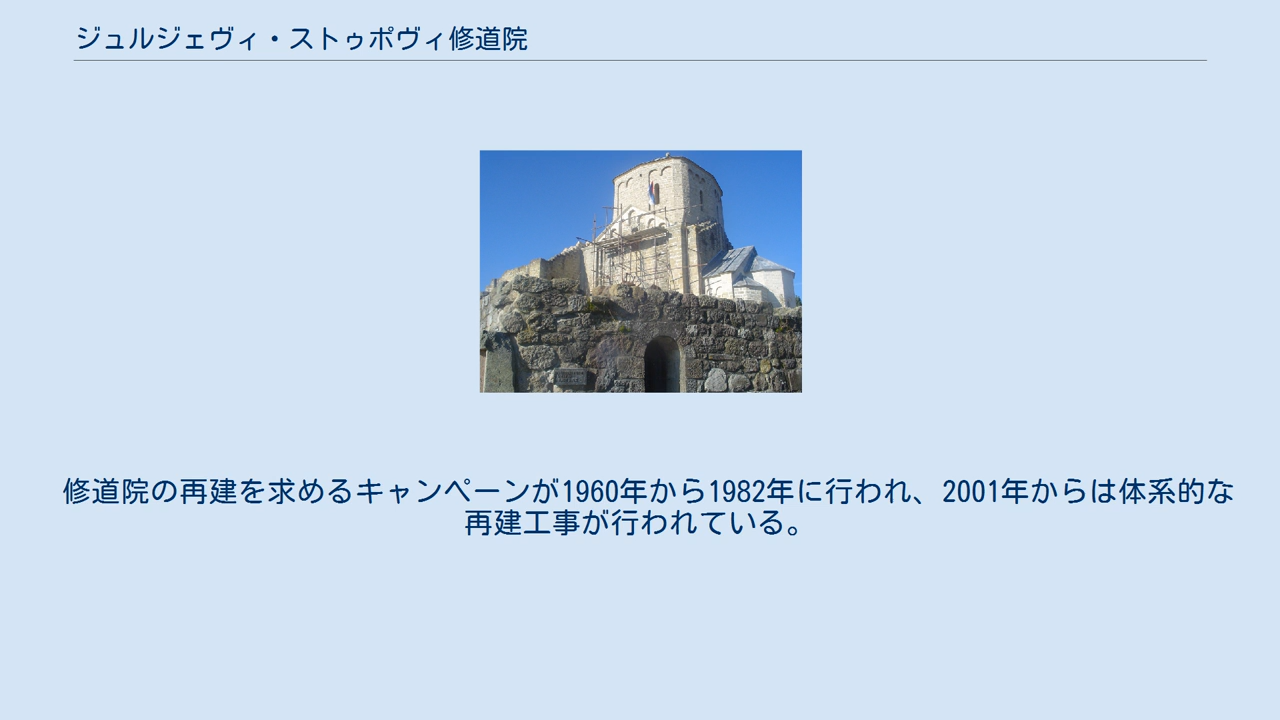 ジュルジェヴィ・ストゥポヴィ修道院
修道院の再建を求めるキャンペーンが1960年から1982年に行われ、2001年からは体系的な
再建工事が行われている。